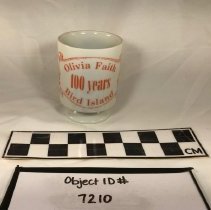 Olivia Faith
100 years
Bird Island
CM
Object ID#
7210